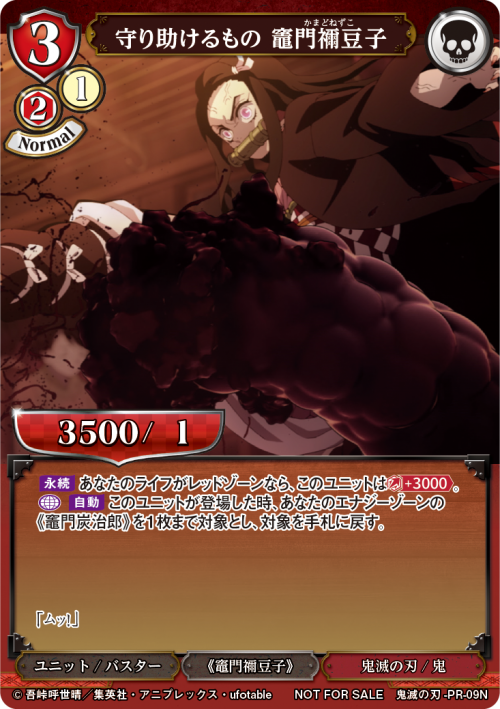 かまどねずこ
3 守り助けるもの 竈門禰豆子
2 1
Normal
3500/ 1
永続 あなたのライフがレッドゾーンなら、このユニットは+3000。
自動 このユニットが登場した時、あなたのエナジーゾーンの
《竈門炭治郎》を1枚まで対象とし、対象を手札に戻す。
「ムッ!」
ユニット/バスター 《竈門禰豆子》 鬼滅の刃/鬼
© 吾峠呼世晴/集英社・アニプレックス・ufotable NOT FOR SALE 鬼滅の刃 -PR-09N